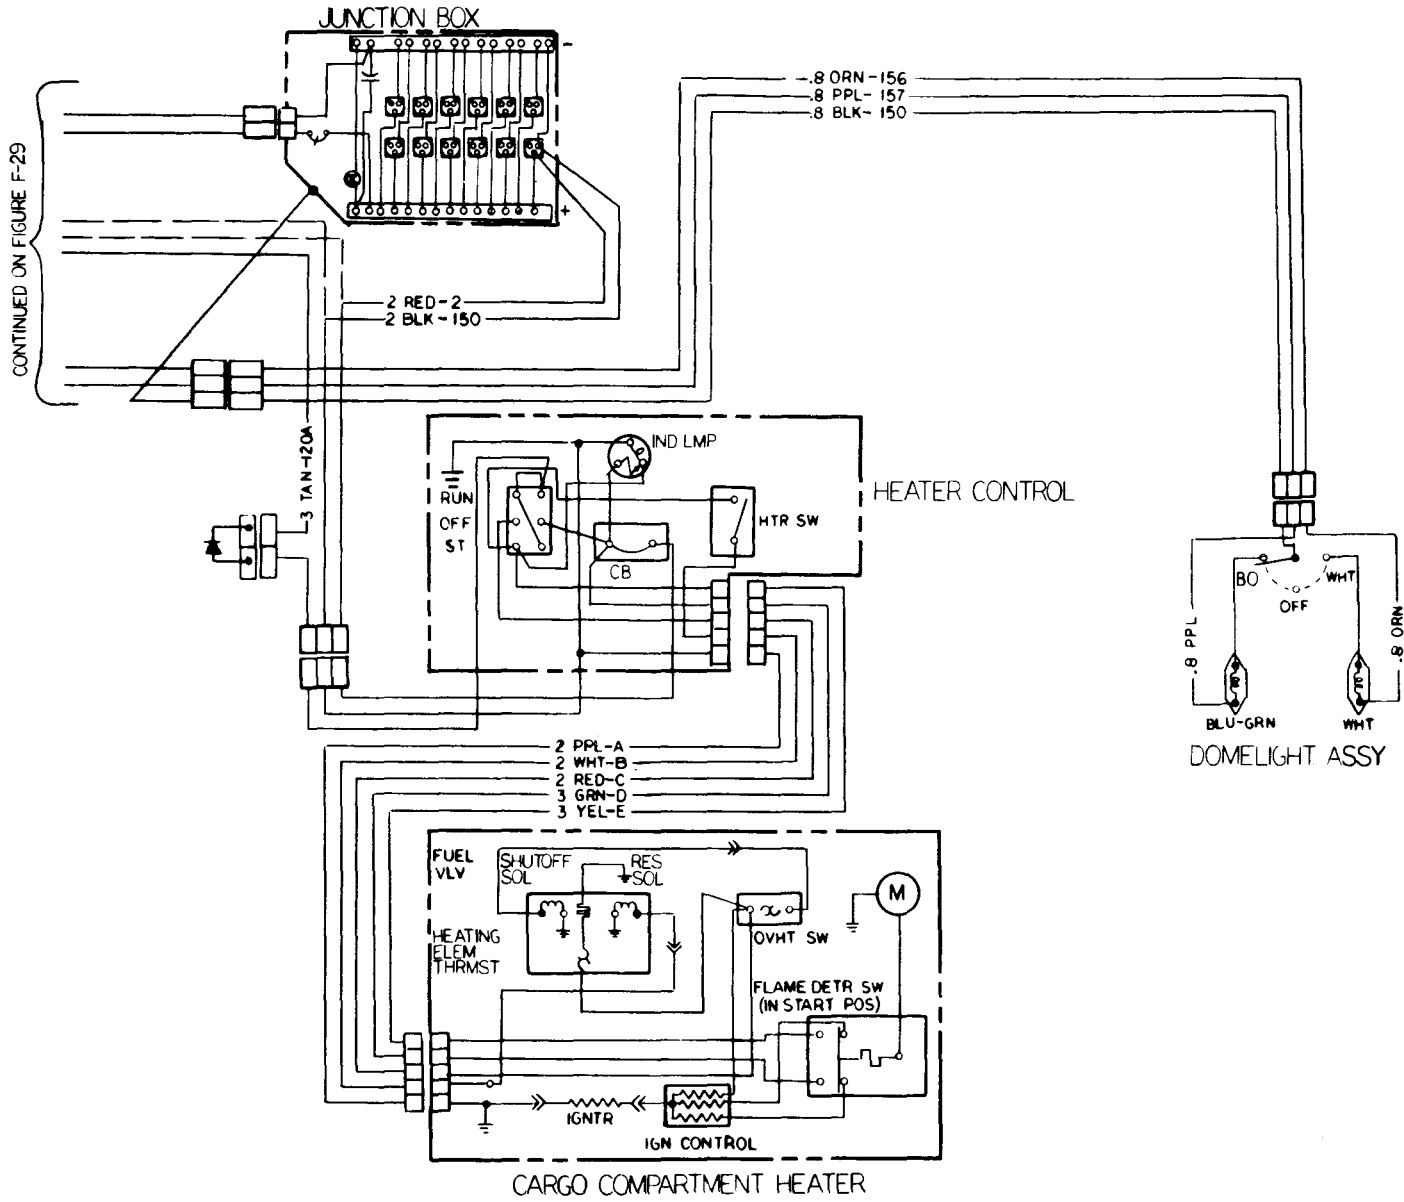 JUNCTION BOX
-
+
CONTINUED ON FIGURE F-29
.8 ORN-156
.8 PPL-157
.8 BLK-150
2 RED-2
2 BLK-150
3 TAN-120A
IND LMP
RUN
OFF
ST
HTR SW
CB
HEATER CONTROL
BO
WHT
OFF
.8 PPL
.8 ORN
BLU-GRN
WHT
DOMELIGHT ASSY
2 PPL-A
2 WHT-B
2 RED-C
3 GRN-D
3 YEL-E
FUEL
VLV
SHUTOFF
SOL
RES
SOL
M
HEATING
ELEM
THRMST
OVHT SW
FLAME DETR SW
(IN START POS)
IGNTR
IGN CONTROL
CARGO COMPARTMENT HEATER